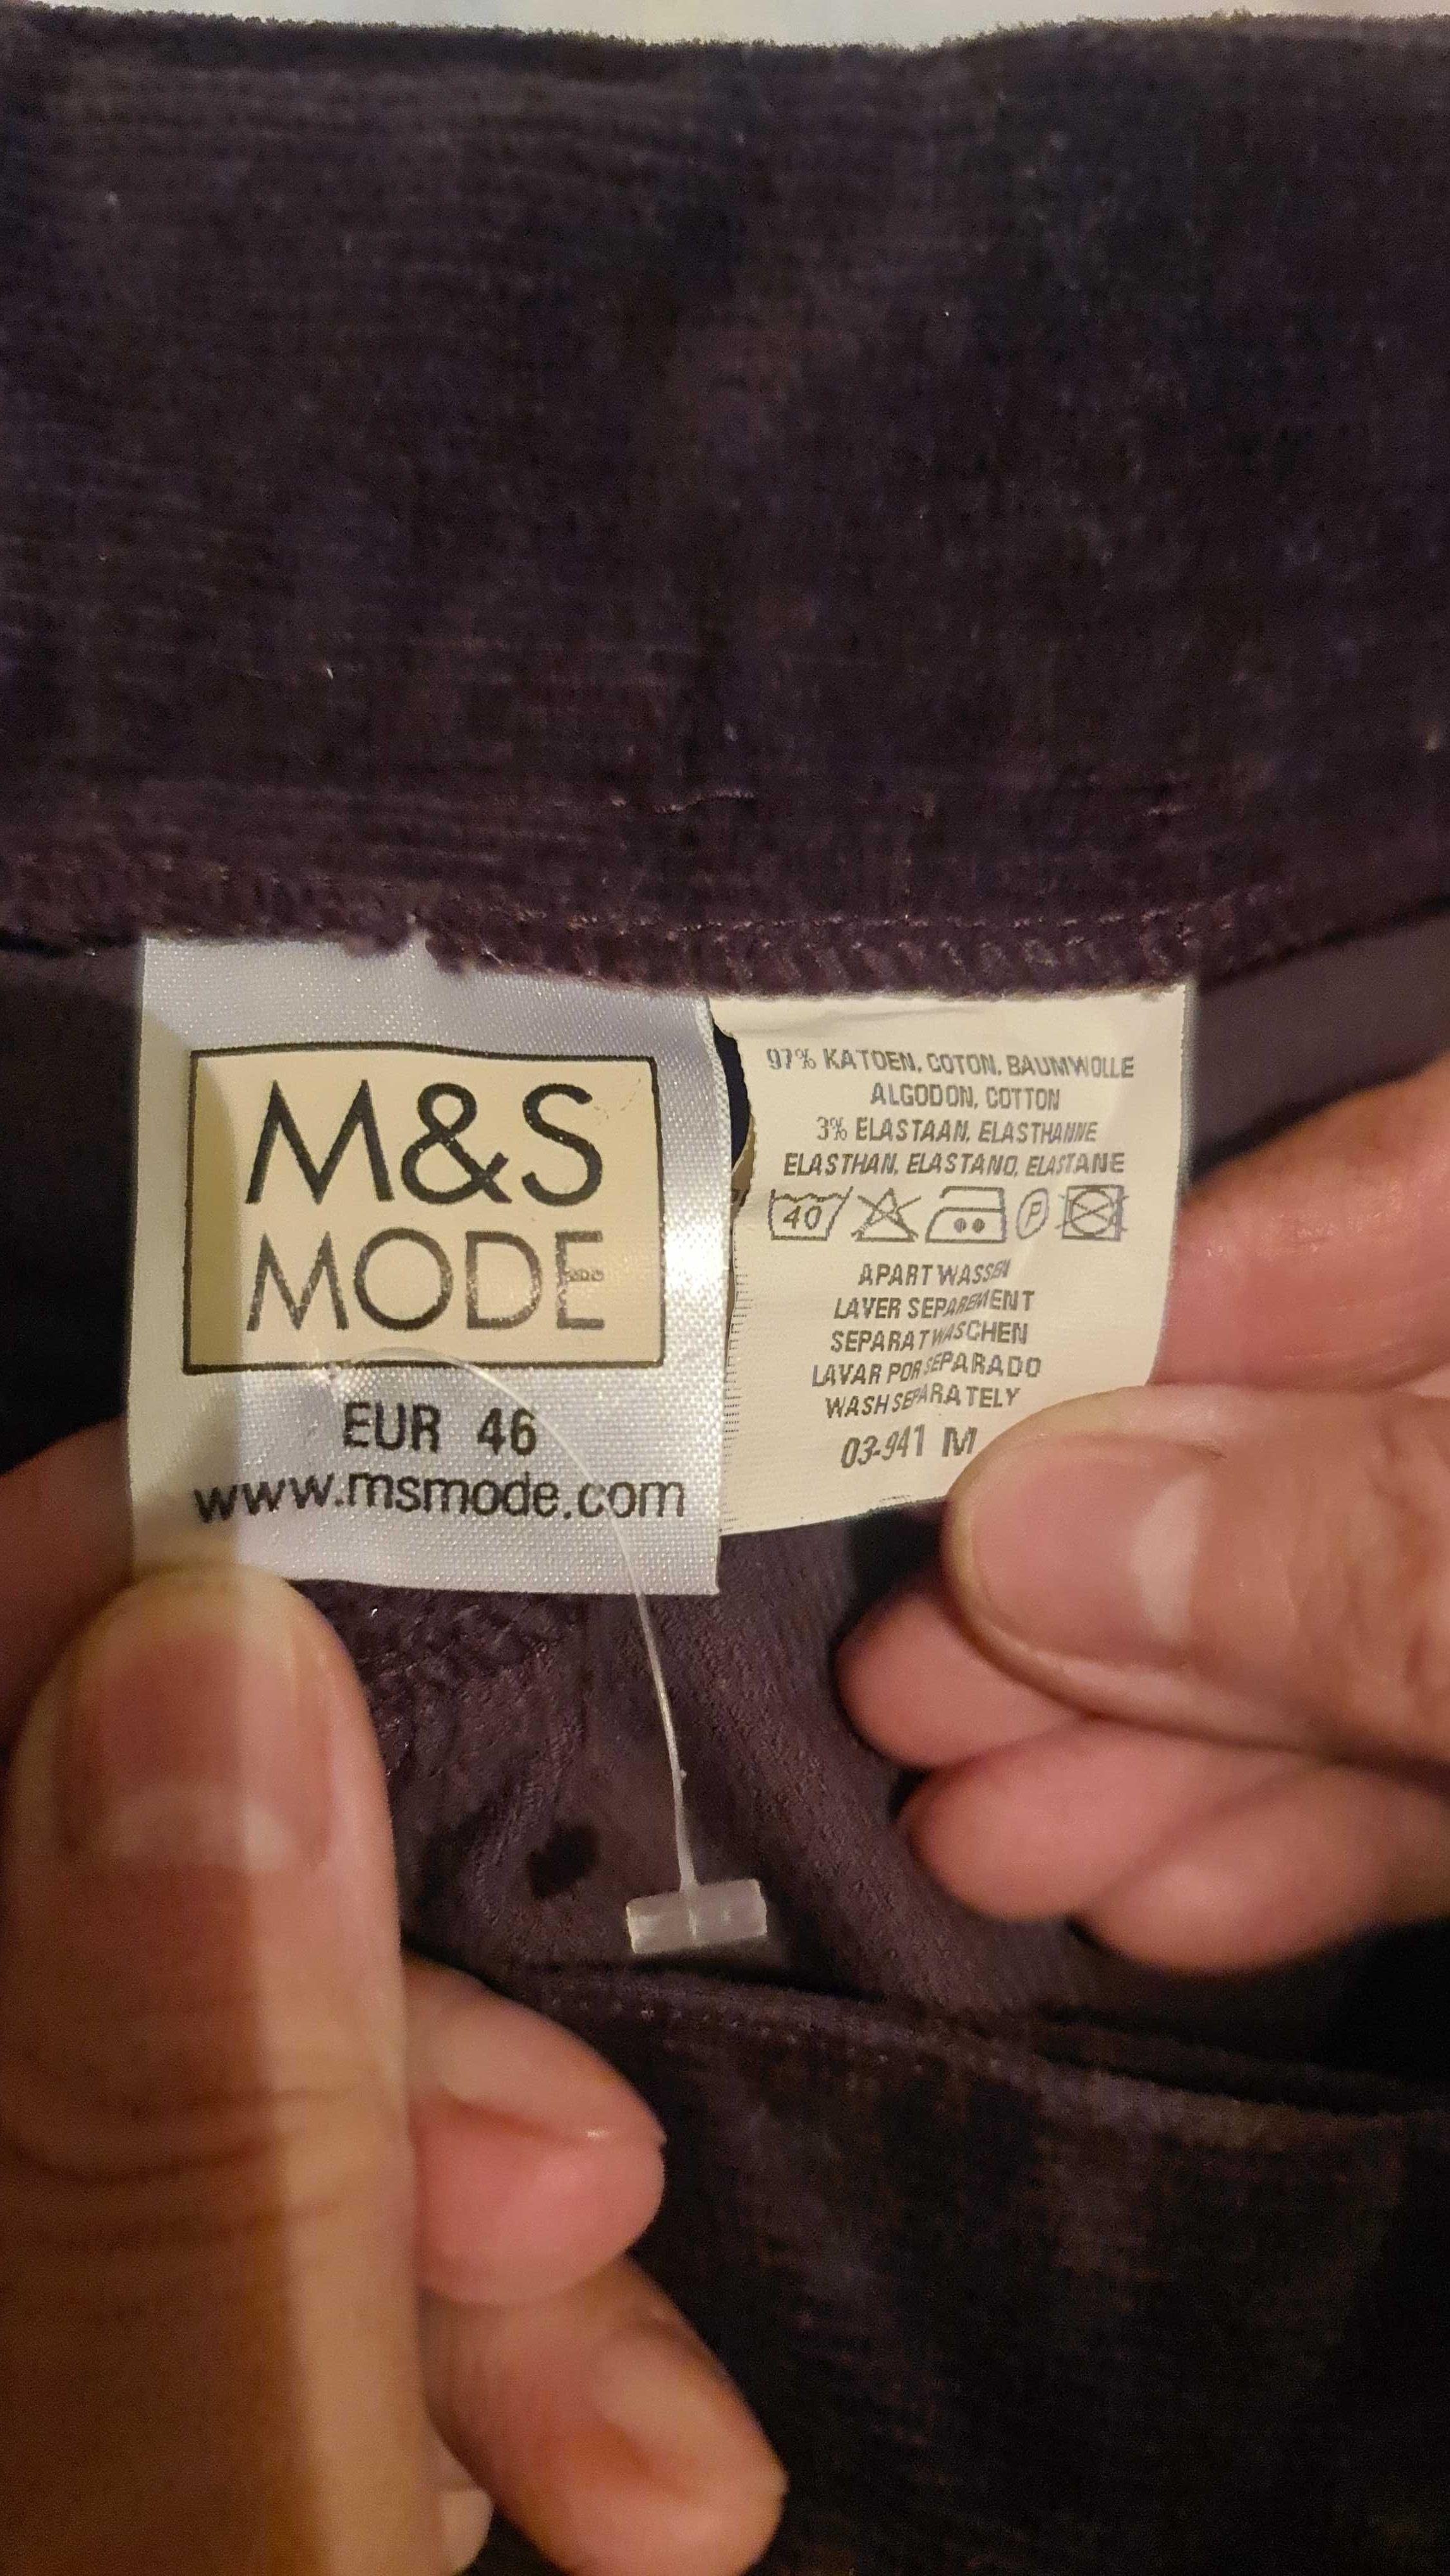 M&S
MODE
EUR 46
www.msmode.com
97% KATOEN, COTON, BAUMWOLLE
ALGODON, COTTON
3% ELASTAAN, ELASTHANNE
ELASTHAN, ELASTANO, ELASTANE
40 P
APART WASSEN
LAVER SEPAREMENT
SEPARAT WASCHEN
LAVAR POR SEPARADO
WASH SEPARATELY
03-941 M